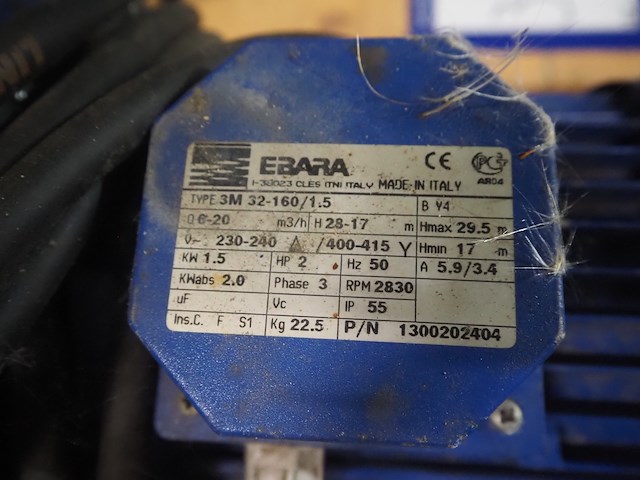 EBARA CE
I-38023 CLES (TN) ITALY MADE IN ITALY AR04
TYPE 3M 32-160/1.5 B Y4
Q 6-20 m3/h H 28-17 m Hmax 29.5 m
V~ 230-240 △ /400-415 Y Hmin 17 m
KW 1.5 HP 2 Hz 50 A 5.9/3.4
KWabs 2.0 Phase 3 RPM 2830
uF Vc IP 55
Ins.C. F S1 Kg 22.5 P/N 1300202404